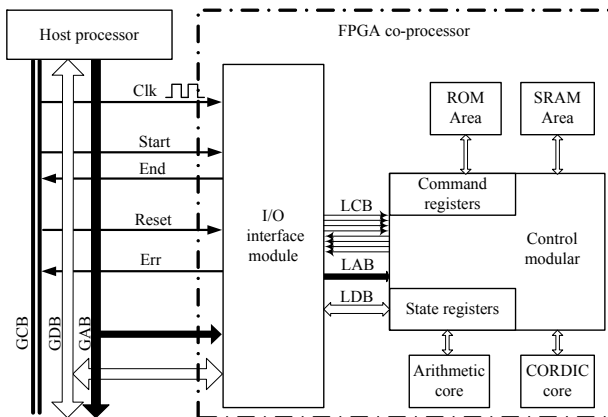 Host processor
FPGA co-processor
Clk
Start
End
Reset
Err
GCB
GDB
GAB
I/O
interface
module
LCB
LAB
LDB
ROM
Area
SRAM
Area
Command
registers
Control
modular
State registers
Arithmetic
core
CORDIC
core